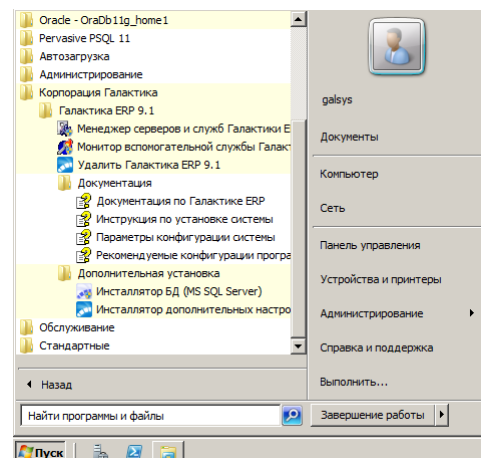 Oracle - OraDb11g_home1
Pervasive PSQL 11
Автозагрузка
Администрирование
Корпорация Галактика
Галактика ERP 9.1
Менеджер серверов и служб Галактики E
Монитор вспомогательной службы Галакт
Удалить Галактика ERP 9.1
Документация
Документация по Галактике ERP
Инструкция по установке системы
Параметры конфигурации системы
Рекомендуемые конфигурации програ
Дополнительная установка
Инсталлятор БД (MS SQL Server)
Инсталлятор дополнительных настро
Обслуживание
Стандартные
Назад
Найти программы и файлы
galsys
Документы
Компьютер
Сеть
Панель управления
Устройства и принтеры
Администрирование
Справка и поддержка
Выполнить...
Завершение работы
Пуск